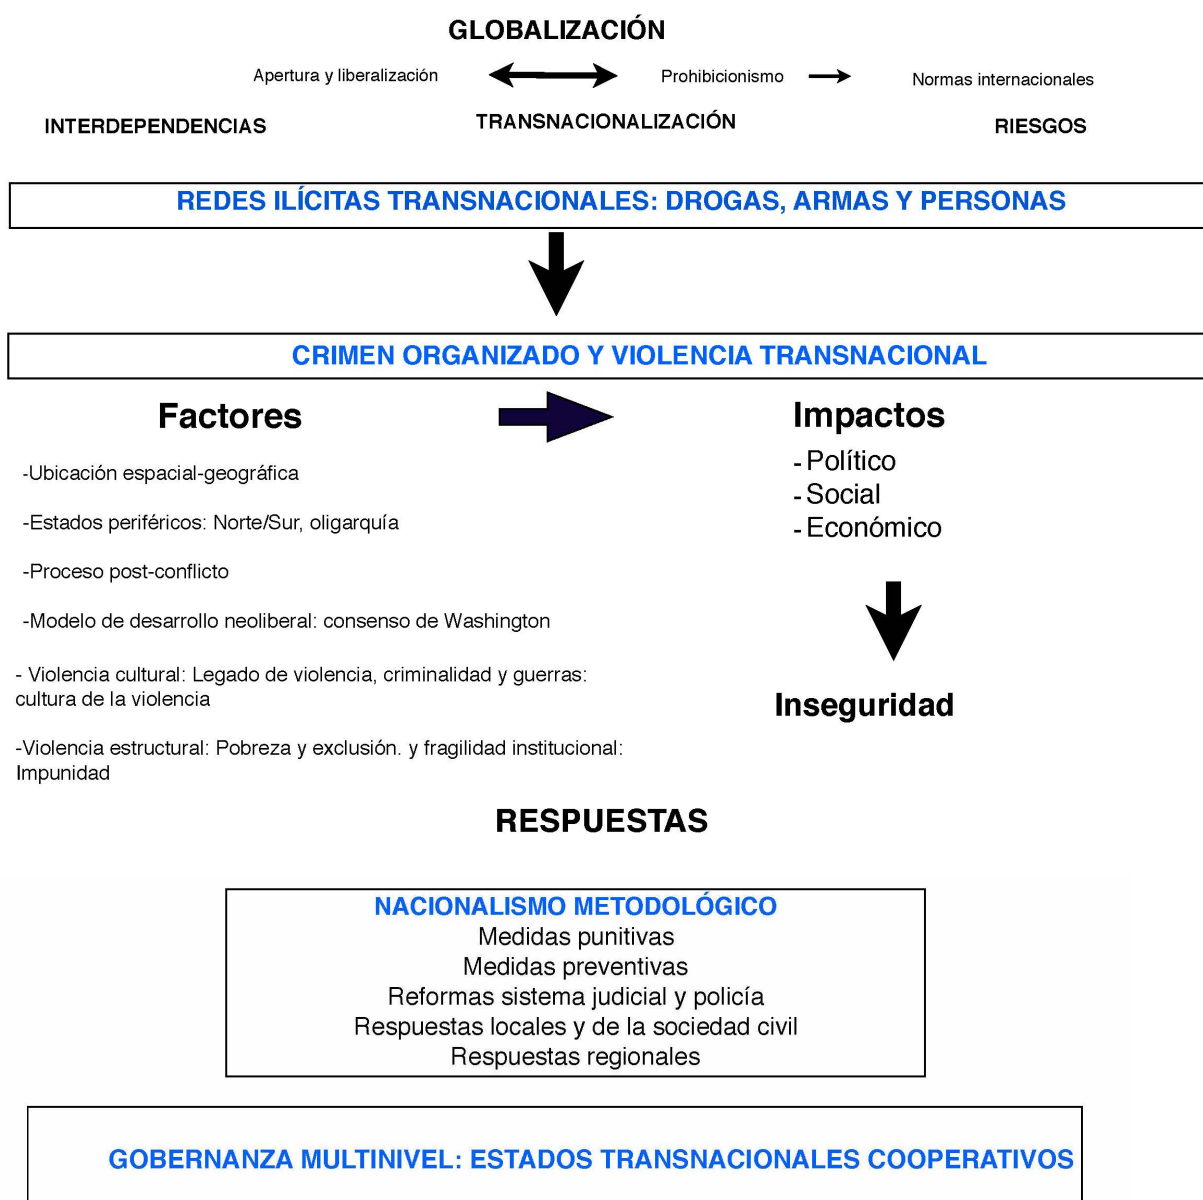 GLOBALIZACIÓN
Apertura y liberalización
Prohibicionismo
Normas internacionales
INTERDEPENDENCIAS
TRANSNACIONALIZACIÓN
RIESGOS
REDES ILÍCITAS TRANSNACIONALES: DROGAS, ARMAS Y PERSONAS
CRIMEN ORGANIZADO Y VIOLENCIA TRANSNACIONAL
Factores
-Ubicación espacial-geográfica
-Estados periféricos: Norte/Sur, oligarquía
-Proceso post-conflicto
-Modelo de desarrollo neoliberal: consenso de Washington
- Violencia cultural: Legado de violencia, criminalidad y guerras:
cultura de la violencia
-Violencia estructural: Pobreza y exclusión. y fragilidad institucional:
Impunidad
Impactos
- Político
- Social
- Económico
Inseguridad
RESPUESTAS
NACIONALISMO METODOLÓGICO
Medidas punitivas
Medidas preventivas
Reformas sistema judicial y policía
Respuestas locales y de la sociedad civil
Respuestas regionales
GOBERNANZA MULTINIVEL: ESTADOS TRANSNACIONALES COOPERATIVOS